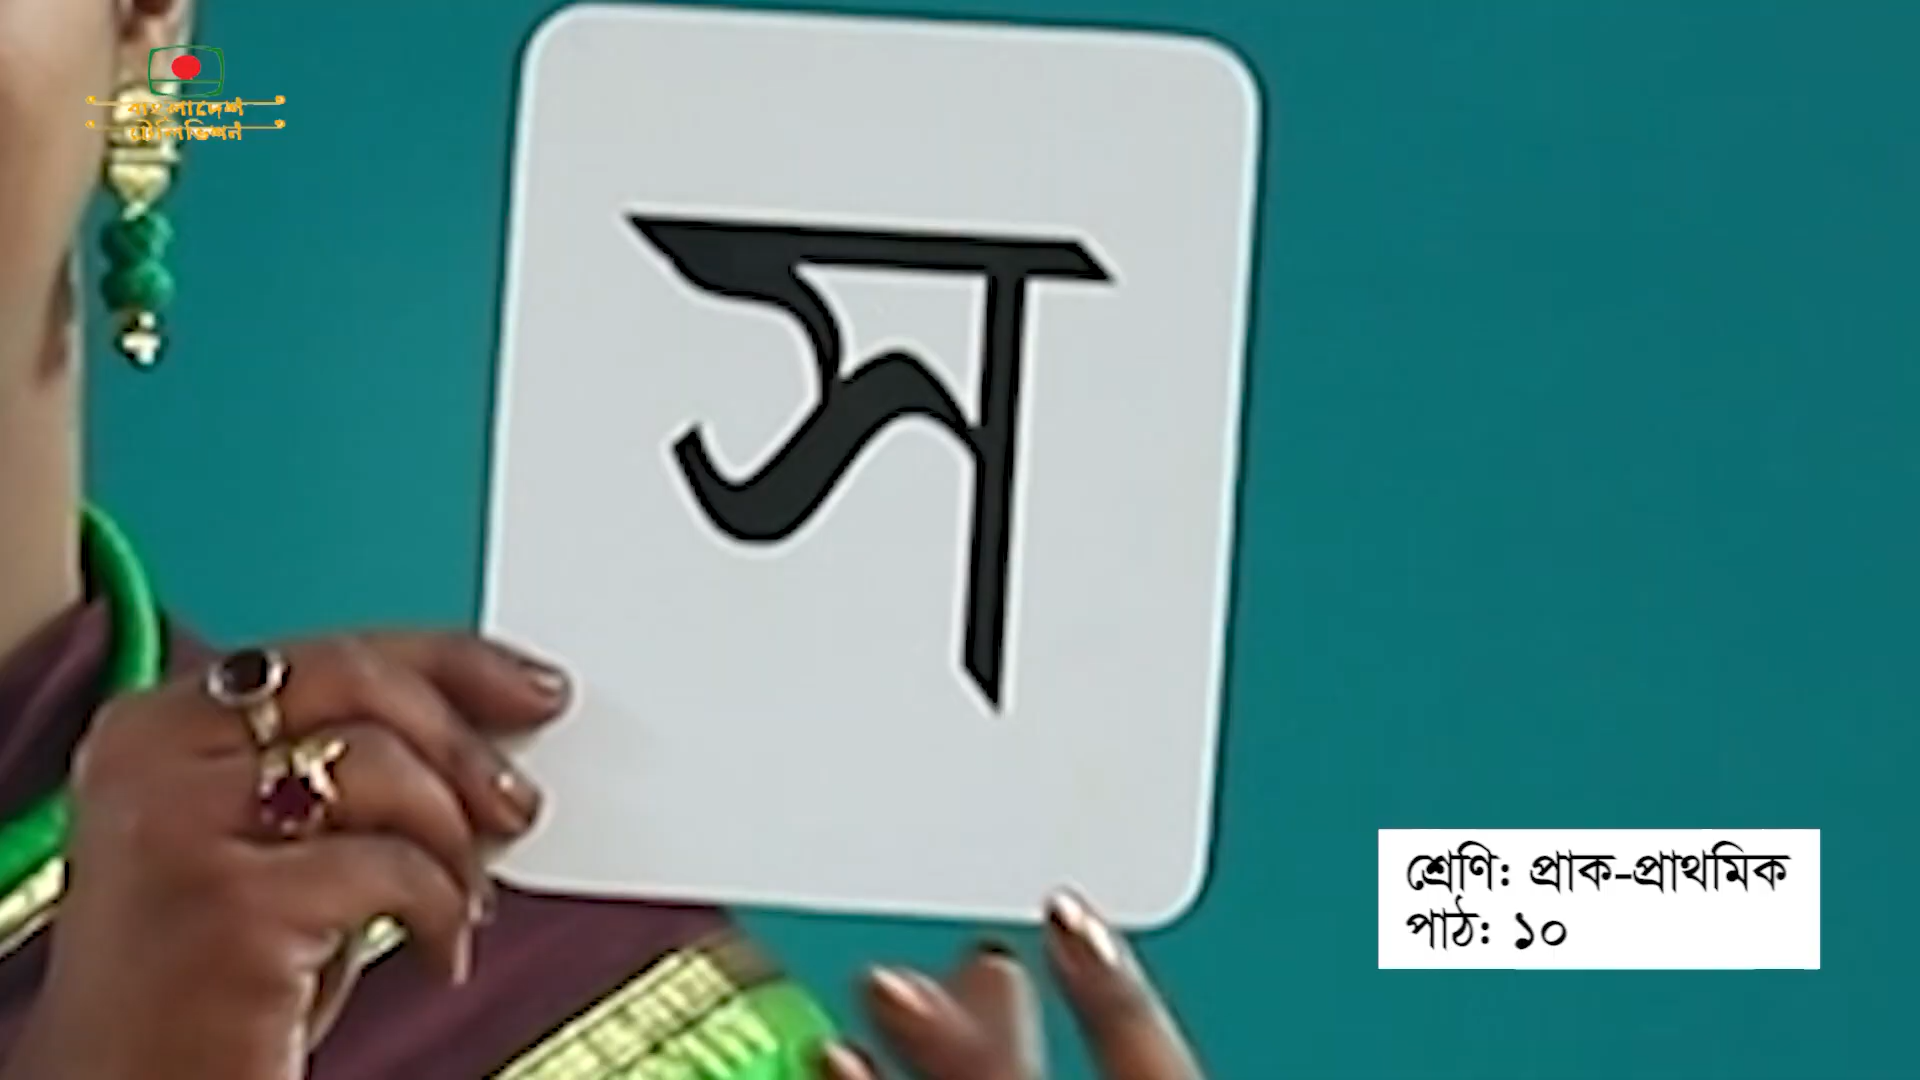 বাংলাদেশ
টেলিভিশন
স
শ্রেণি: প্রাক-প্রাথমিক
পাঠ: ১০